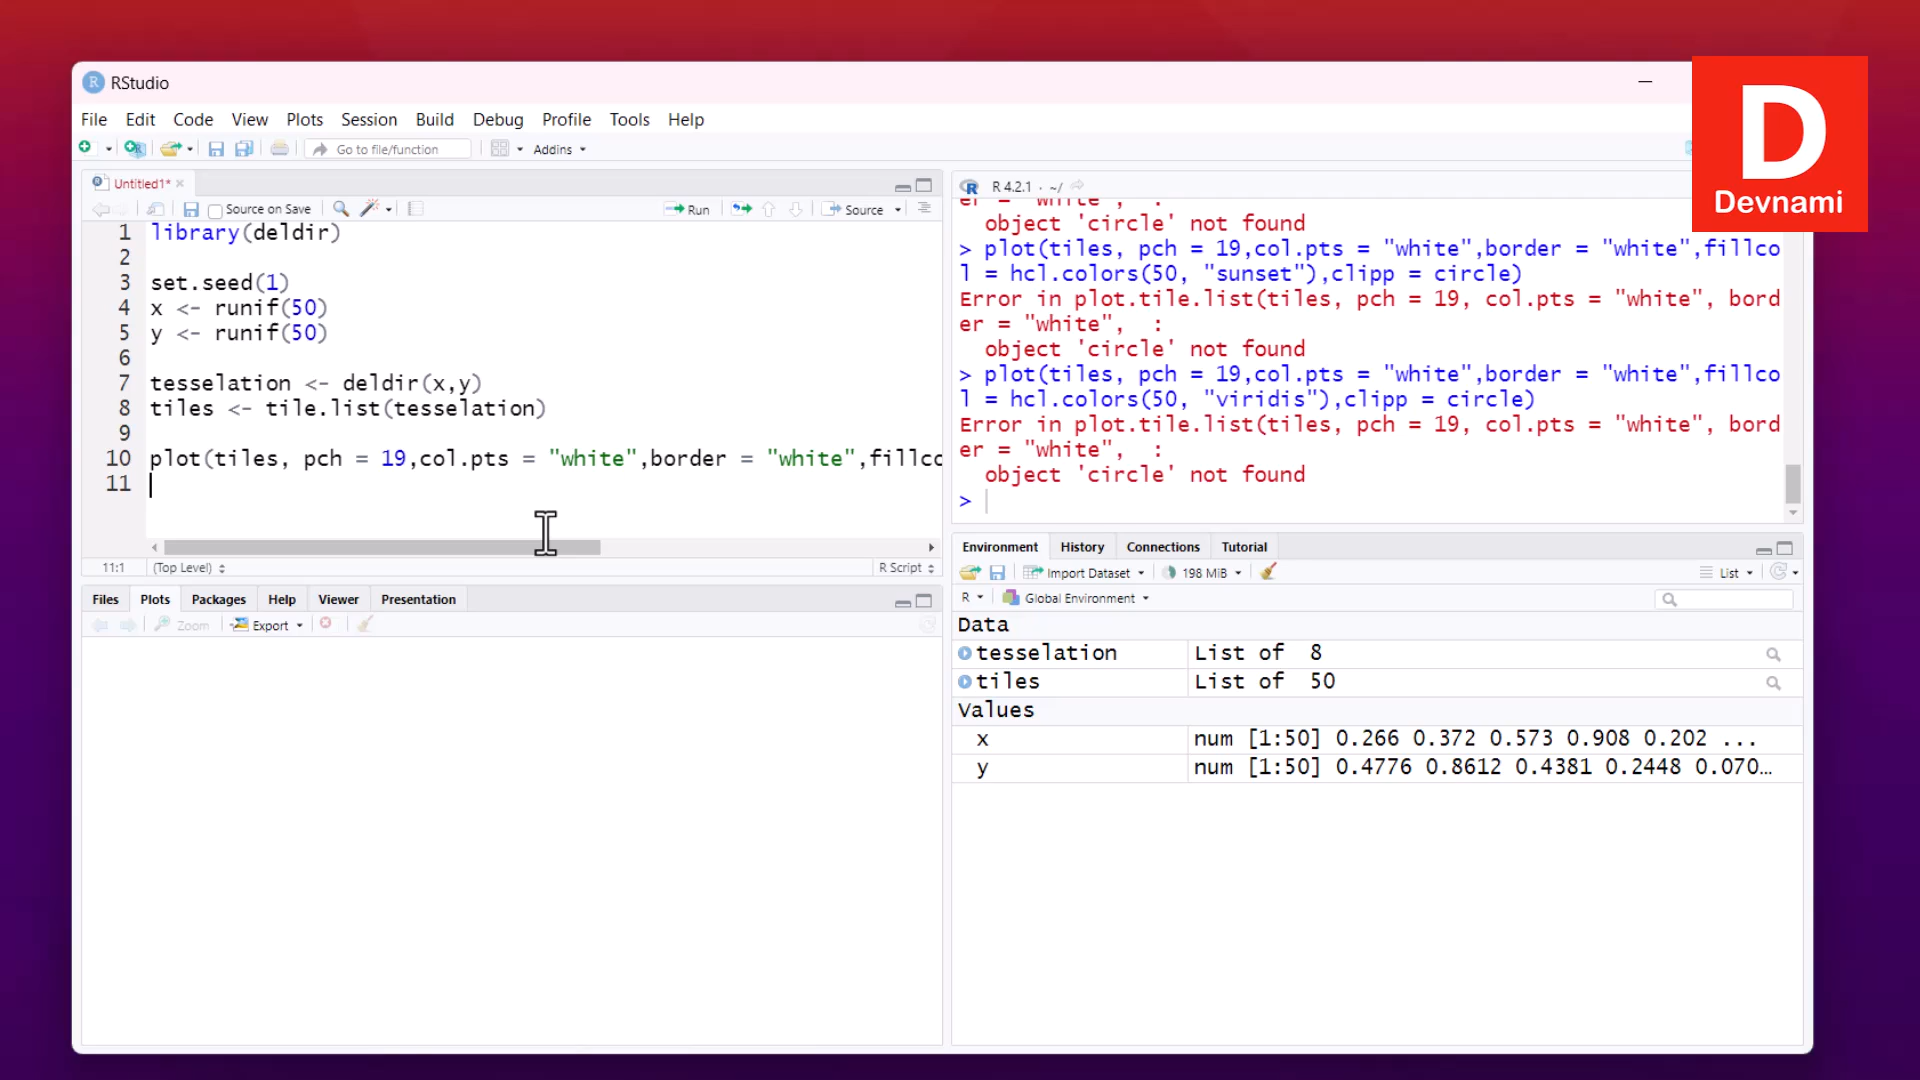 RStudio
File Edit Code View Plots Session Build Debug Profile Tools Help
Go to file/function Addins
D
Devnami
Untitled1*
Source on Save Run Source
1 library(deldir)
2
3 set.seed(1)
4 x <- runif(50)
5 y <- runif(50)
6
7 tesselation <- deldir(x,y)
8 tiles <- tile.list(tesselation)
9
10 plot(tiles, pch = 19,col.pts = "white",border = "white",fillco
11
11:1 (Top Level) R Script
R 4.2.1 · ~/
er = "white", :
object 'circle' not found
> plot(tiles, pch = 19,col.pts = "white",border = "white",fillco
l = hcl.colors(50, "sunset"),clipp = circle)
Error in plot.tile.list(tiles, pch = 19, col.pts = "white", bord
er = "white", :
object 'circle' not found
> plot(tiles, pch = 19,col.pts = "white",border = "white",fillco
l = hcl.colors(50, "viridis"),clipp = circle)
Error in plot.tile.list(tiles, pch = 19, col.pts = "white", bord
er = "white", :
object 'circle' not found
>
Files Plots Packages Help Viewer Presentation
Zoom Export
Environment History Connections Tutorial
Import Dataset 198 MiB List
R Global Environment
Data
tesselation List of 8
tiles List of 50
Values
x num [1:50] 0.266 0.372 0.573 0.908 0.202 ...
y num [1:50] 0.4776 0.8612 0.4381 0.2448 0.070…